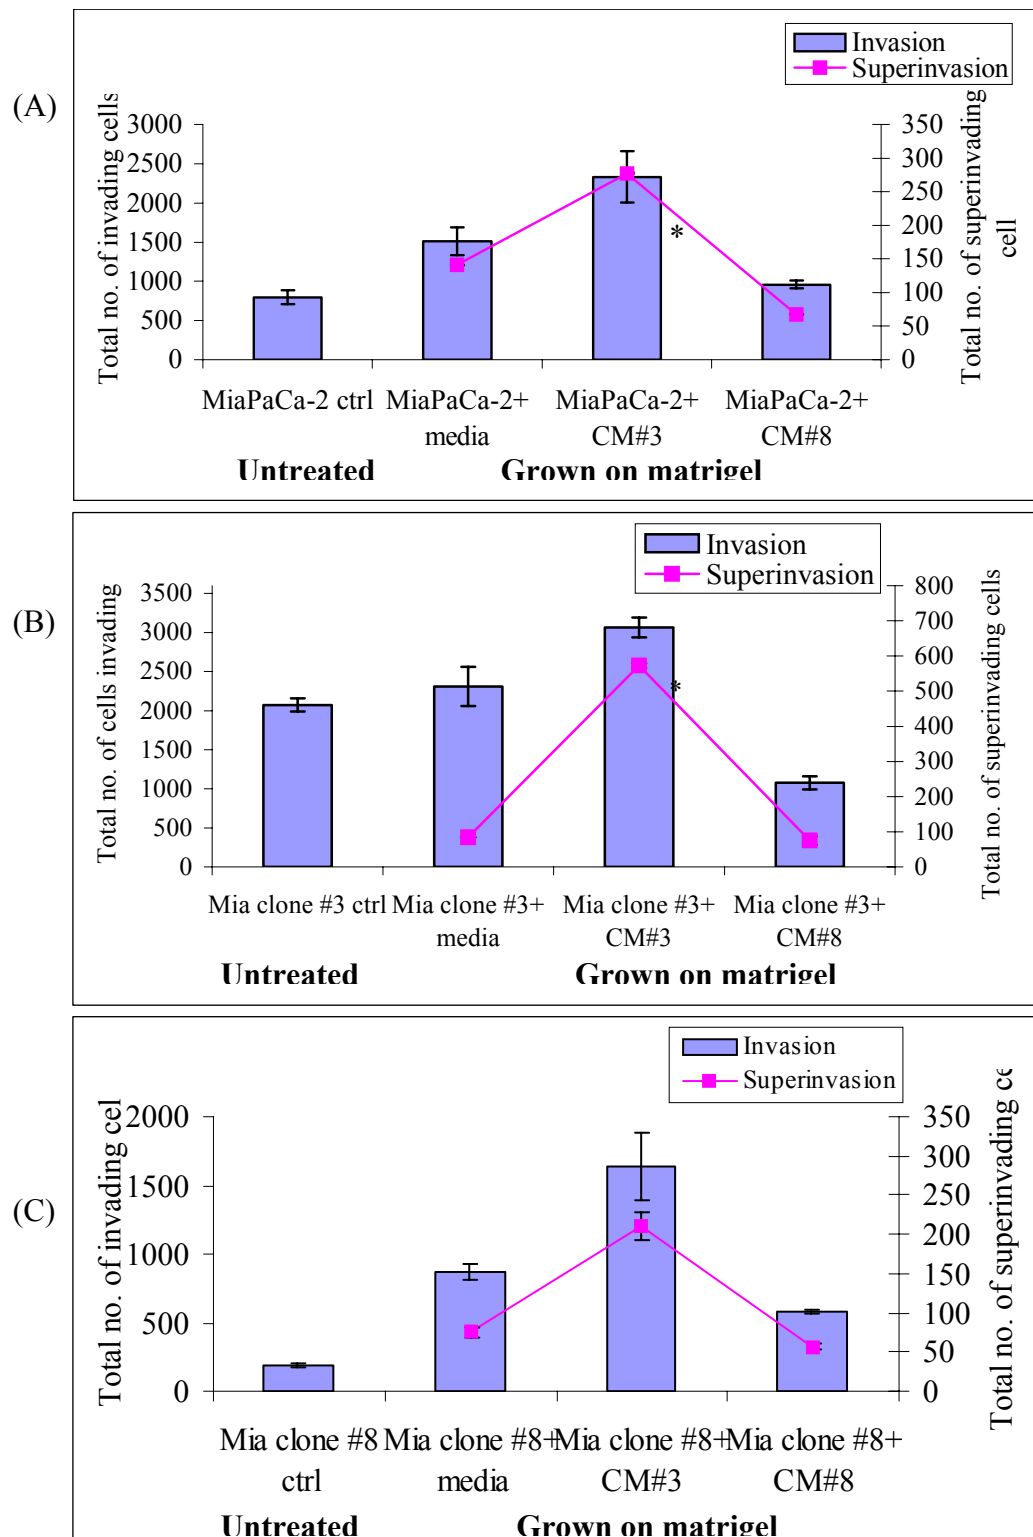 (A)
Invasion
Superinvasion
Total no. of invading cells
3000
2500
2000
1500
1000
500
0
350
300
250
200
150
100
50
0
Total no. of superinvading
cell
*
MiaPaCa-2 ctrl
MiaPaCa-2+
media
MiaPaCa-2+
CM#3
MiaPaCa-2+
CM#8
Untreated
Grown on matrigel
(B)
Invasion
Superinvasion
Total no. of cells invading
3500
3000
2500
2000
1500
1000
500
0
800
700
600
500
400
300
200
100
0
Total no. of superinvading cells
*
Mia clone #3 ctrl
Mia clone #3+
media
Mia clone #3+
CM#3
Mia clone #3+
CM#8
Untreated
Grown on matrigel
(C)
Invasion
Superinvasion
Total no. of invading cel
2000
1500
1000
500
0
350
300
250
200
150
100
50
0
Total no. of superinvading ce
Mia clone #8
ctrl
Mia clone #8+
media
Mia clone #8+
CM#3
Mia clone #8+
CM#8
Untreated
Grown on matrigel